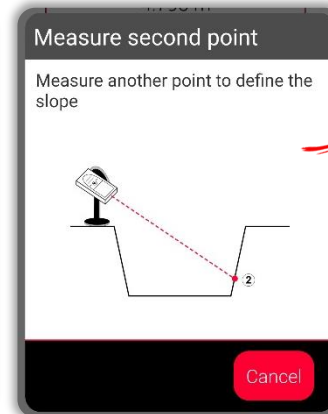 Measure second point
Measure another point to define the
slope
2
Cancel